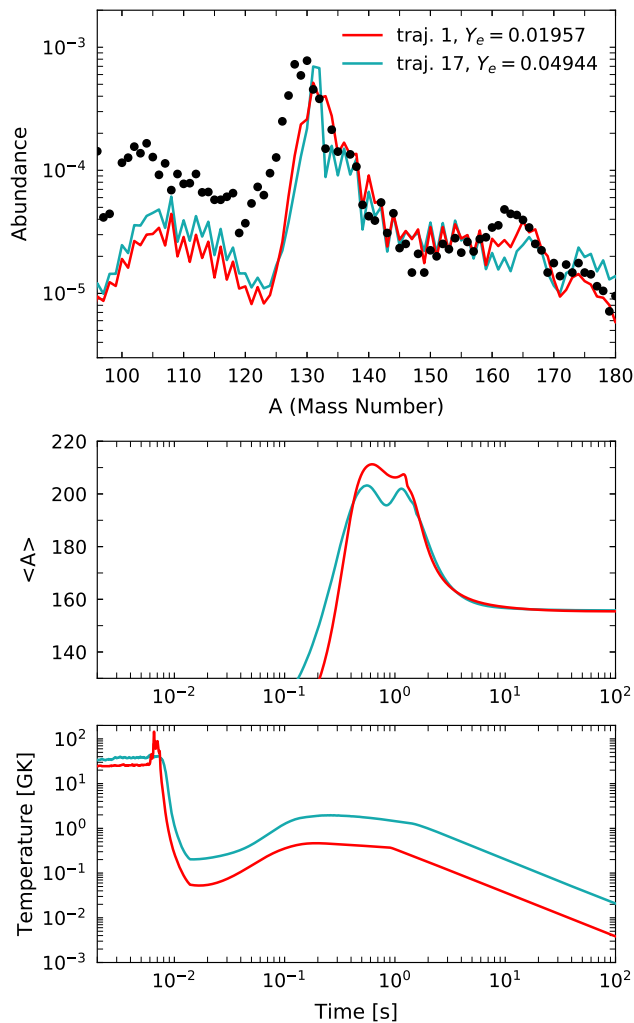 traj. 1, Y_e = 0.01957
traj. 17, Y_e = 0.04944
Abundance
10^−3
10^−4
10^−5
100 110 120 130 140 150 160 170 180
A (Mass Number)
<A>
220
200
180
160
140
10^−2 10^−1 10^0 10^1 10^2
Temperature [GK]
10^2
10^1
10^0
10^−1
10^−2
10^−3
10^−2 10^−1 10^0 10^1 10^2
Time [s]